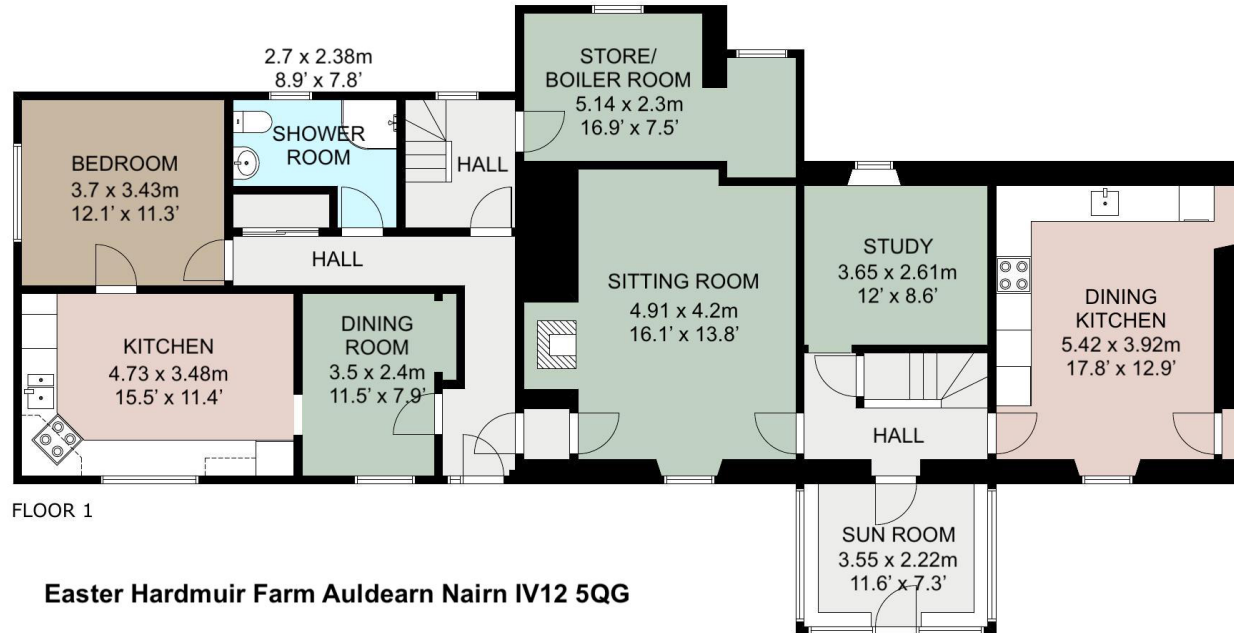 2.7 x 2.38m
8.9' x 7.8'
STORE/
BOILER ROOM
5.14 x 2.3m
16.9' x 7.5'
BEDROOM
3.7 x 3.43m
12.1' x 11.3'
SHOWER
ROOM
HALL
HALL
SITTING ROOM
4.91 x 4.2m
16.1' x 13.8'
STUDY
3.65 x 2.61m
12' x 8.6'
DINING
KITCHEN
5.42 x 3.92m
17.8' x 12.9'
KITCHEN
4.73 x 3.48m
15.5' x 11.4'
DINING
ROOM
3.5 x 2.4m
11.5' x 7.9'
HALL
FLOOR 1
SUN ROOM
3.55 x 2.22m
11.6' x 7.3'
Easter Hardmuir Farm Auldearn Nairn IV12 5QG